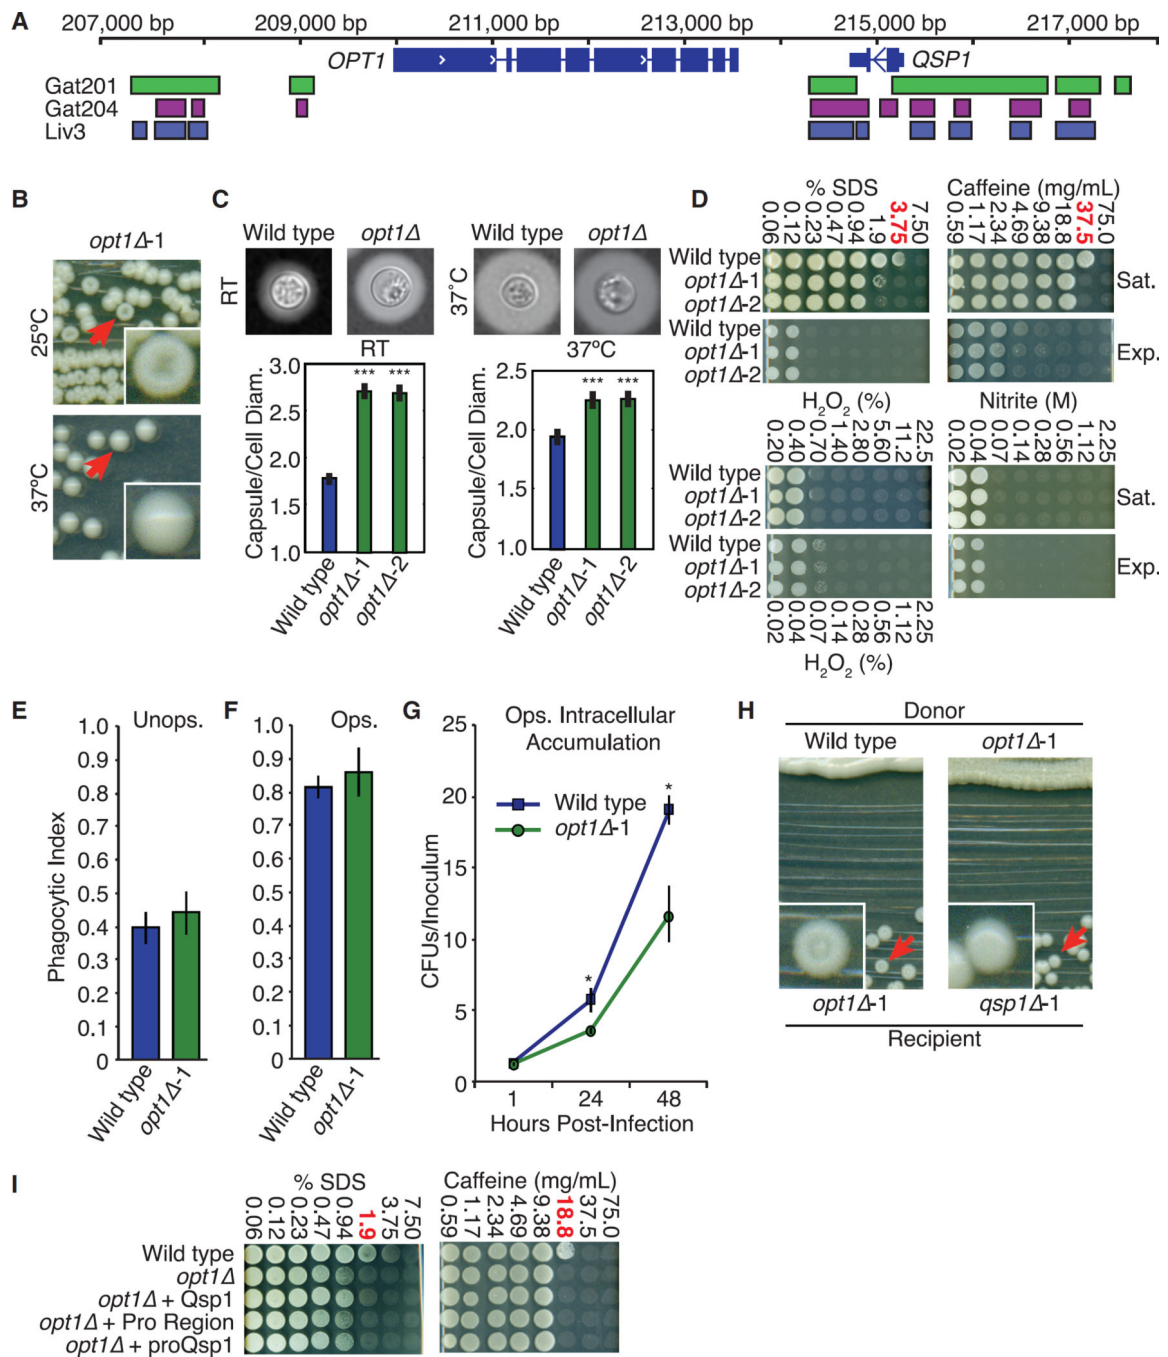 A
207,000 bp 209,000 bp 211,000 bp 213,000 bp 215,000 bp 217,000 bp
OPT1 QSP1
Gat201
Gat204
Liv3
B
opt1Δ-1
25°C
37°C
C
Wild type opt1Δ Wild type opt1Δ
RT 37°C
RT 37°C
Capsule/Cell Diam.
3.0
2.6
2.2
1.8
1.4
1.0
*** ***
Wild type opt1Δ-1 opt1Δ-2
Capsule/Cell Diam.
2.5
2.0
1.5
1.0
*** ***
Wild type opt1Δ-1 opt1Δ-2
D
% SDS Caffeine (mg/mL)
0.06 0.12 0.23 0.47 0.94 1.9 3.75 7.50
0.59 1.17 2.34 4.69 9.38 18.8 37.5 75.0
Wild type
opt1Δ-1 Sat.
opt1Δ-2
Wild type
opt1Δ-1 Exp.
opt1Δ-2
H2O2 (%) Nitrite (M)
0.20 0.40 0.70 1.40 2.80 5.60 11.2 22.5
0.02 0.04 0.07 0.14 0.28 0.56 1.12 2.25
Wild type
opt1Δ-1 Sat.
opt1Δ-2
Wild type
opt1Δ-1 Exp.
opt1Δ-2
0.02 0.04 0.07 0.14 0.28 0.56 1.12 2.25
H2O2 (%)
E
Unops.
Phagocytic Index
1.0
0.9
0.8
0.7
0.6
0.5
0.4
0.3
0.2
0.1
0
Wild type opt1Δ-1
F
Ops.
1.0
0.9
0.8
0.7
0.6
0.5
0.4
0.3
0.2
0.1
0
Wild type opt1Δ-1
G
Ops. Intracellular
Accumulation
CFUs/Inoculum
25
20
15
10
5
0
Wild type
opt1Δ-1
* *
1 24 48
Hours Post-Infection
H
Donor
Wild type opt1Δ-1
opt1Δ-1 qsp1Δ-1
Recipient
I
% SDS Caffeine (mg/mL)
0.06 0.12 0.23 0.47 0.94 1.9 3.75 7.50
0.59 1.17 2.34 4.69 9.38 18.8 37.5 75.0
Wild type
opt1Δ
opt1Δ + Qsp1
opt1Δ + Pro Region
opt1Δ + proQsp1